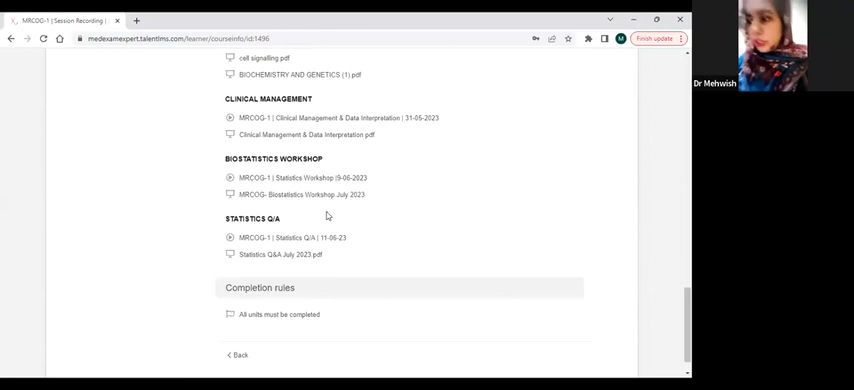 MRCOG-1 | Session Recording |
medexamexpert.talentlms.com/learner/courseinfo/id:1496
M
Finish update
Dr Mehwish
cell signalling.pdf
BIOCHEMISTRY AND GENETICS (1).pdf
CLINICAL MANAGEMENT
MRCOG-1 | Clinical Management & Data Interpretation | 31-05-2023
Clinical Management & Data Interpretation pdf
BIOSTATISTICS WORKSHOP
MRCOG-1 | Statistics Workshop |9-06-2023
MRCOG- Biostatistics Workshop July 2023
STATISTICS Q/A
MRCOG-1 | Statistics Q/A | 11-06-23
Statistics Q&A July 2023.pdf
Completion rules
All units must be completed
Back